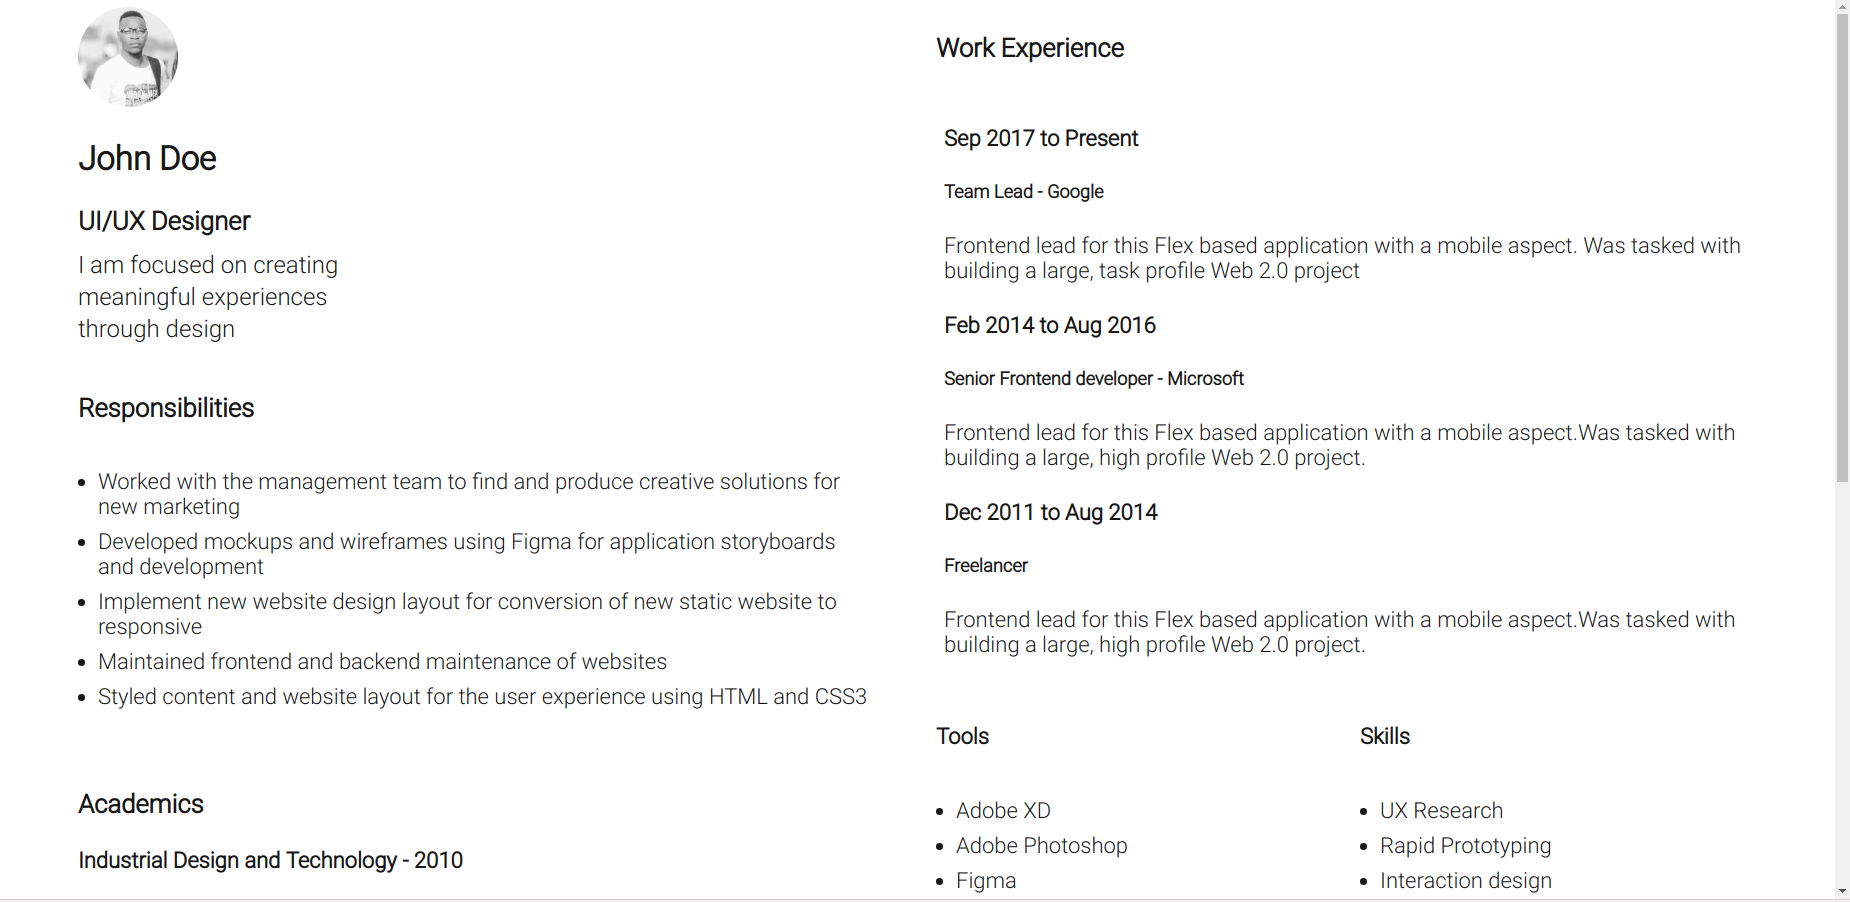 John Doe
UI/UX Designer
I am focused on creating
meaningful experiences
through design
Responsibilities
Worked with the management team to find and produce creative solutions for
new marketing
Developed mockups and wireframes using Figma for application storyboards
and development
Implement new website design layout for conversion of new static website to
responsive
Maintained frontend and backend maintenance of websites
Styled content and website layout for the user experience using HTML and CSS3
Academics
Industrial Design and Technology - 2010
Work Experience
Sep 2017 to Present
Team Lead - Google
Frontend lead for this Flex based application with a mobile aspect. Was tasked with
building a large, task profile Web 2.0 project
Feb 2014 to Aug 2016
Senior Frontend developer - Microsoft
Frontend lead for this Flex based application with a mobile aspect.Was tasked with
building a large, high profile Web 2.0 project.
Dec 2011 to Aug 2014
Freelancer
Frontend lead for this Flex based application with a mobile aspect.Was tasked with
building a large, high profile Web 2.0 project.
Tools
Adobe XD
Adobe Photoshop
Figma
Skills
UX Research
Rapid Prototyping
Interaction design